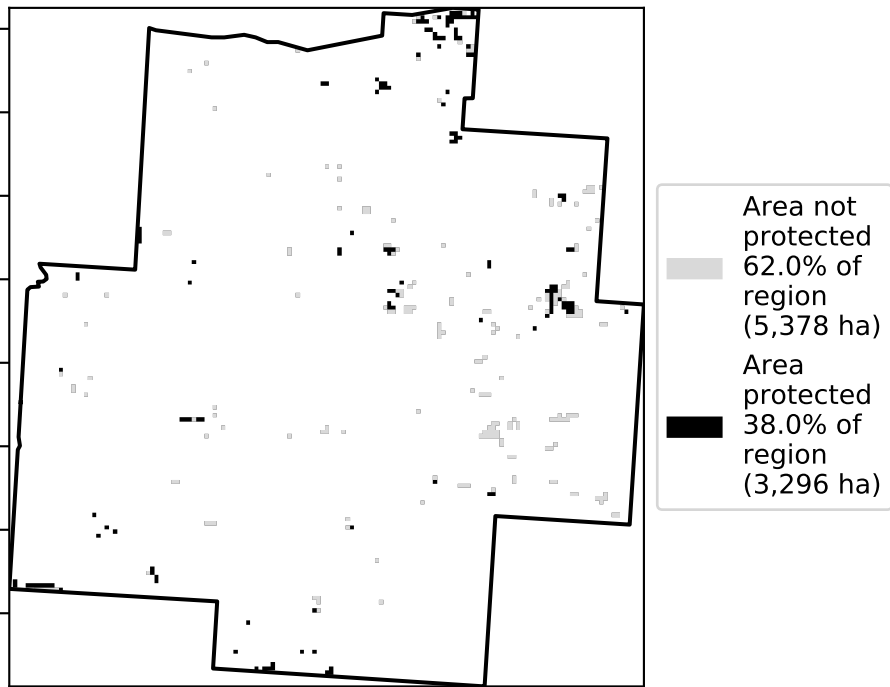 Area not
protected
62.0% of
region
(5,378 ha)
Area
protected
38.0% of
region
(3,296 ha)